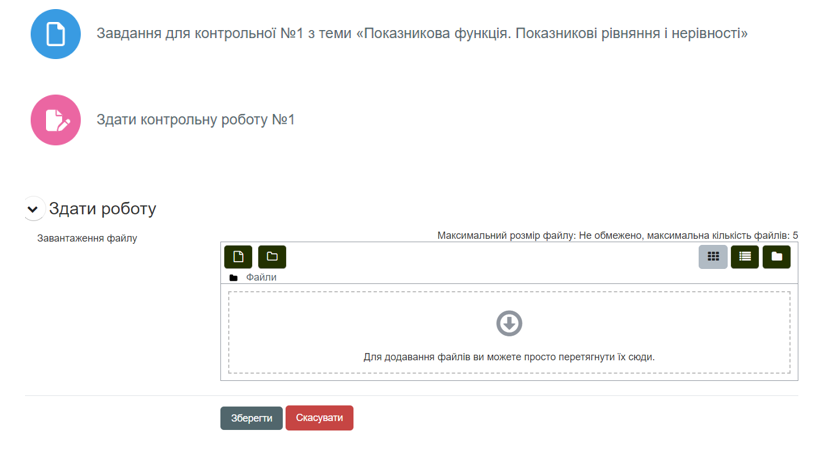 Завдання для контрольної №1 з теми «Показникова функція. Показникові рівняння і нерівності»
Здати контрольну роботу №1
Здати роботу
Завантаження файлу
Максимальний розмір файлу: Не обмежено, максимальна кількість файлів: 5
Файли
Для додавання файлів ви можете просто перетягнути їх сюди.
Зберегти
Скасувати